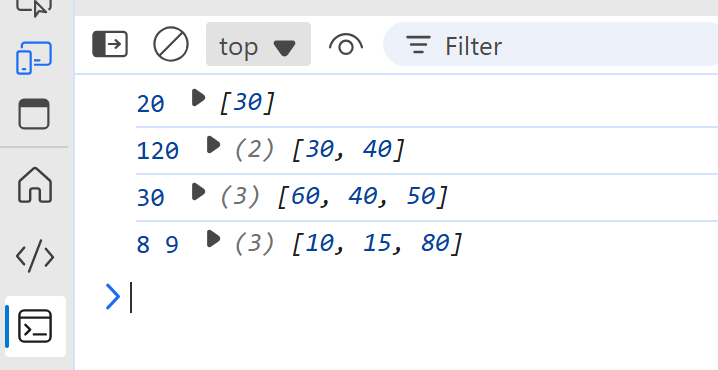 top Filter
20 [30]
120 (2) [30, 40]
30 (3) [60, 40, 50]
8 9 (3) [10, 15, 80]